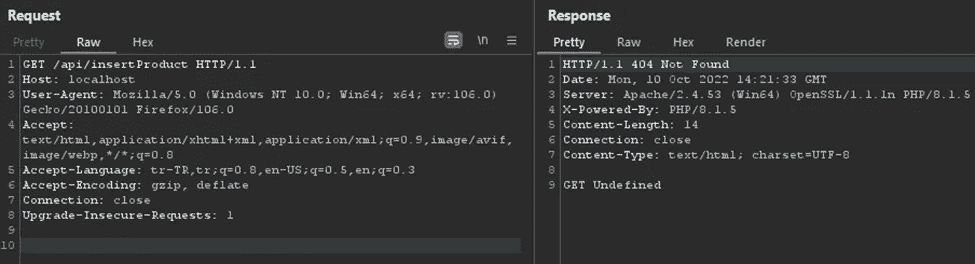 Request
Pretty Raw Hex \n
1 GET /api/insertProduct HTTP/1.1
2 Host: localhost
3 User-Agent: Mozilla/5.0 (Windows NT 10.0; Win64; x64; rv:106.0)
Gecko/20100101 Firefox/106.0
4 Accept:
text/html,application/xhtml+xml,application/xml;q=0.9,image/avif,
image/webp,*/*;q=0.8
5 Accept-Language: tr-TR,tr;q=0.8,en-US;q=0.5,en;q=0.3
6 Accept-Encoding: gzip, deflate
7 Connection: close
8 Upgrade-Insecure-Requests: 1
9
10
Response
Pretty Raw Hex Render
1 HTTP/1.1 404 Not Found
2 Date: Mon, 10 Oct 2022 14:21:33 GMT
3 Server: Apache/2.4.53 (Win64) OpenSSL/1.1.1n PHP/8.1.5
4 X-Powered-By: PHP/8.1.5
5 Content-Length: 14
6 Connection: close
7 Content-Type: text/html; charset=UTF-8
8
9 GET Undefined